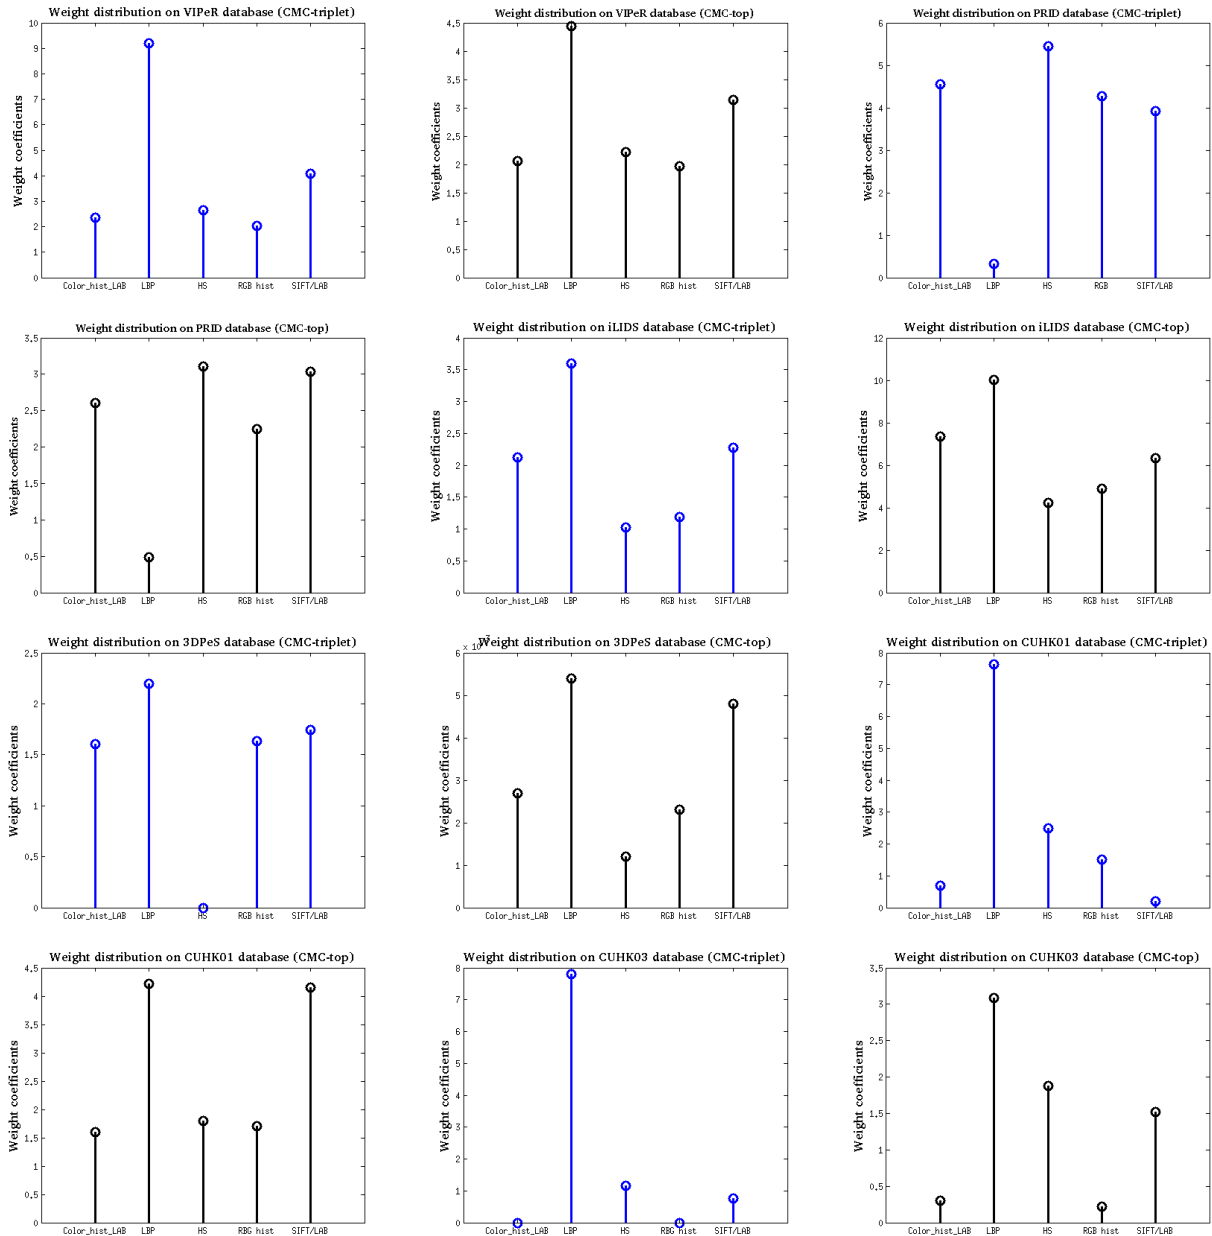 Weight distribution on VIPeR database (CMC-triplet)
10
9
8
7
6
5
4
3
2
1
0
Weight coefficients
Color_hist_LAB LBP HS RGB hist SIFT/LAB
Weight distribution on VIPeR database (CMC-top)
4.5
4
3.5
3
2.5
2
1.5
1
0.5
0
Weight coefficients
Color_hist_LAB LBP HS RGB hist SIFT/LAB
Weight distribution on PRID database (CMC-triplet)
6
5
4
3
2
1
0
Weight coefficients
Color_hist_LAB LBP HS RGB SIFT/LAB
Weight distribution on PRID database (CMC-top)
3.5
3
2.5
2
1.5
1
0.5
0
Weight coefficients
Color_hist_LAB LBP HS RGB hist SIFT/LAB
Weight distribution on iLIDS database (CMC-triplet)
4
3.5
3
2.5
2
1.5
1
0.5
0
Weight coefficients
Color_hist_LAB LBP HS RGB hist SIFT/LAB
Weight distribution on iLIDS database (CMC-top)
12
10
8
6
4
2
0
Weight coefficients
Color_hist_LAB LBP HS RGB hist SIFT/LAB
Weight distribution on 3DPeS database (CMC-triplet)
2.5
2
1.5
1
0.5
0
Weight coefficients
Color_hist_LAB LBP HS RGB hist SIFT/LAB
Weight distribution on 3DPeS database (CMC-top)
x 10
6
5
4
3
2
1
0
Weight coefficients
Color_hist_LAB LBP HS RGB hist SIFT/LAB
Weight distribution on CUHK01 database (CMC-triplet)
8
7
6
5
4
3
2
1
0
Weight coefficients
Color_hist_LAB LBP HS RGB hist SIFT/LAB
Weight distribution on CUHK01 database (CMC-top)
4.5
4
3.5
3
2.5
2
1.5
1
0.5
0
Weight coefficients
Color_hist_LAB LBP HS RBG hist SIFT/LAB
Weight distribution on CUHK03 database (CMC-triplet)
8
7
6
5
4
3
2
1
0
Weight coefficients
Color_hist_LAB LBP HS RBG hist SIFT/LAB
Weight distribution on CUHK03 database (CMC-top)
3.5
3
2.5
2
1.5
1
0.5
0
Weight coefficients
Color_hist_LAB LBP HS RGB hist SIFT/LAB